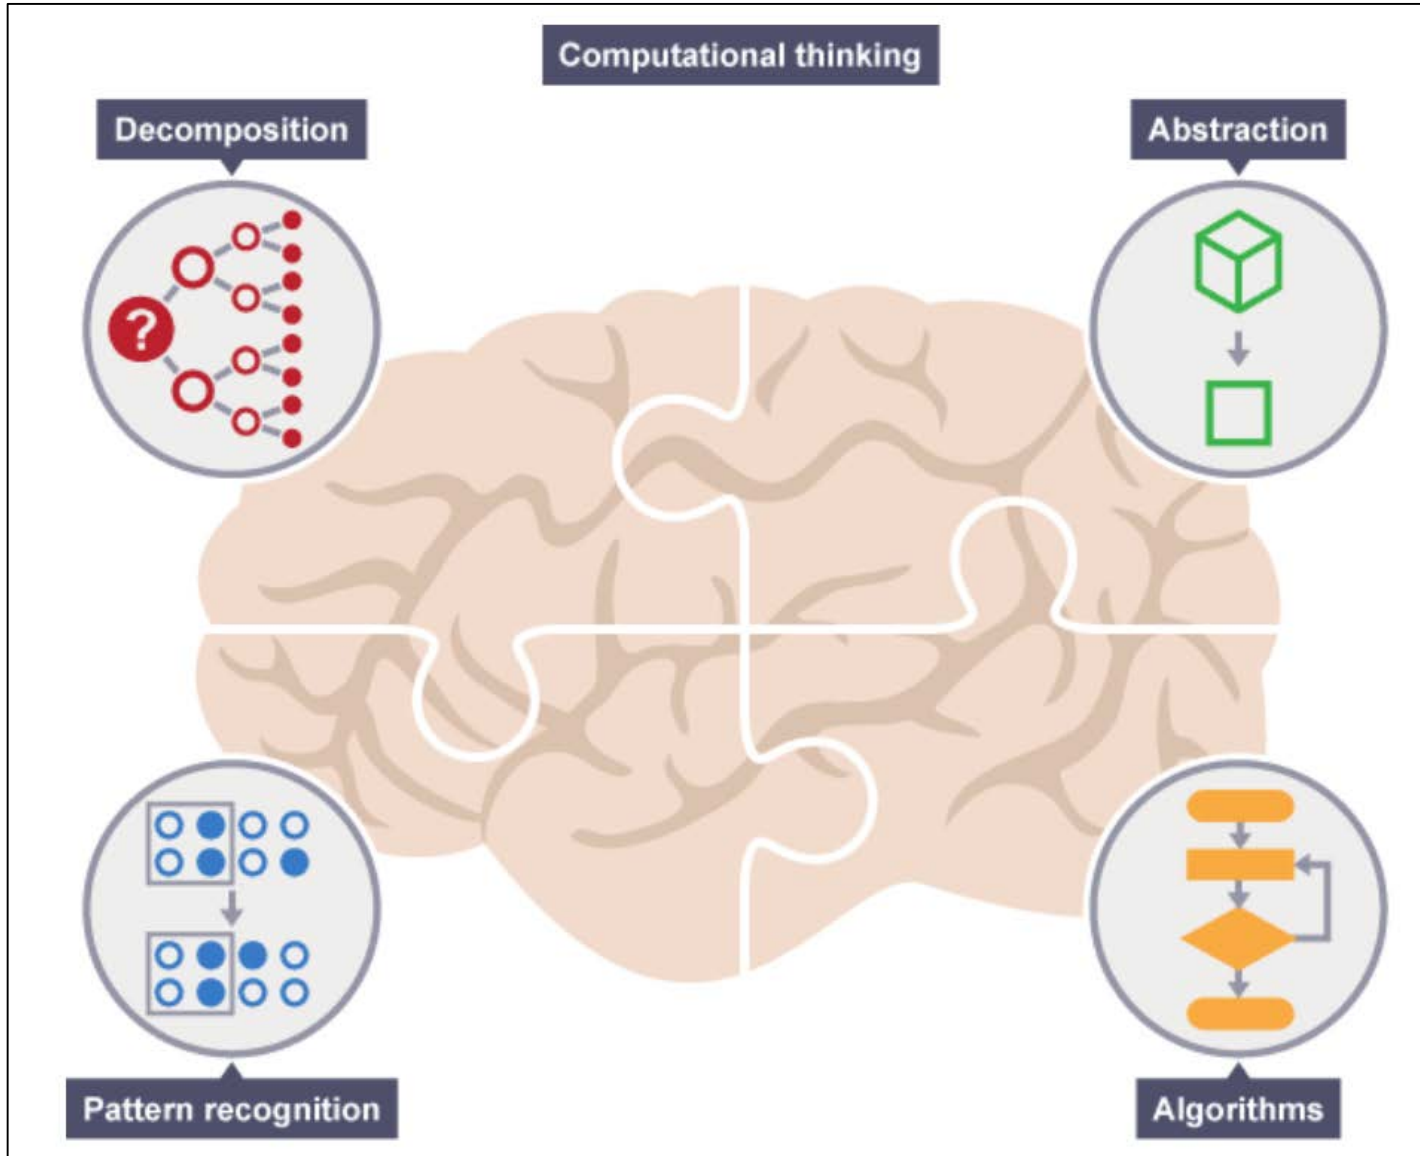 Computational thinking
Decomposition
Abstraction
?
Pattern recognition
Algorithms